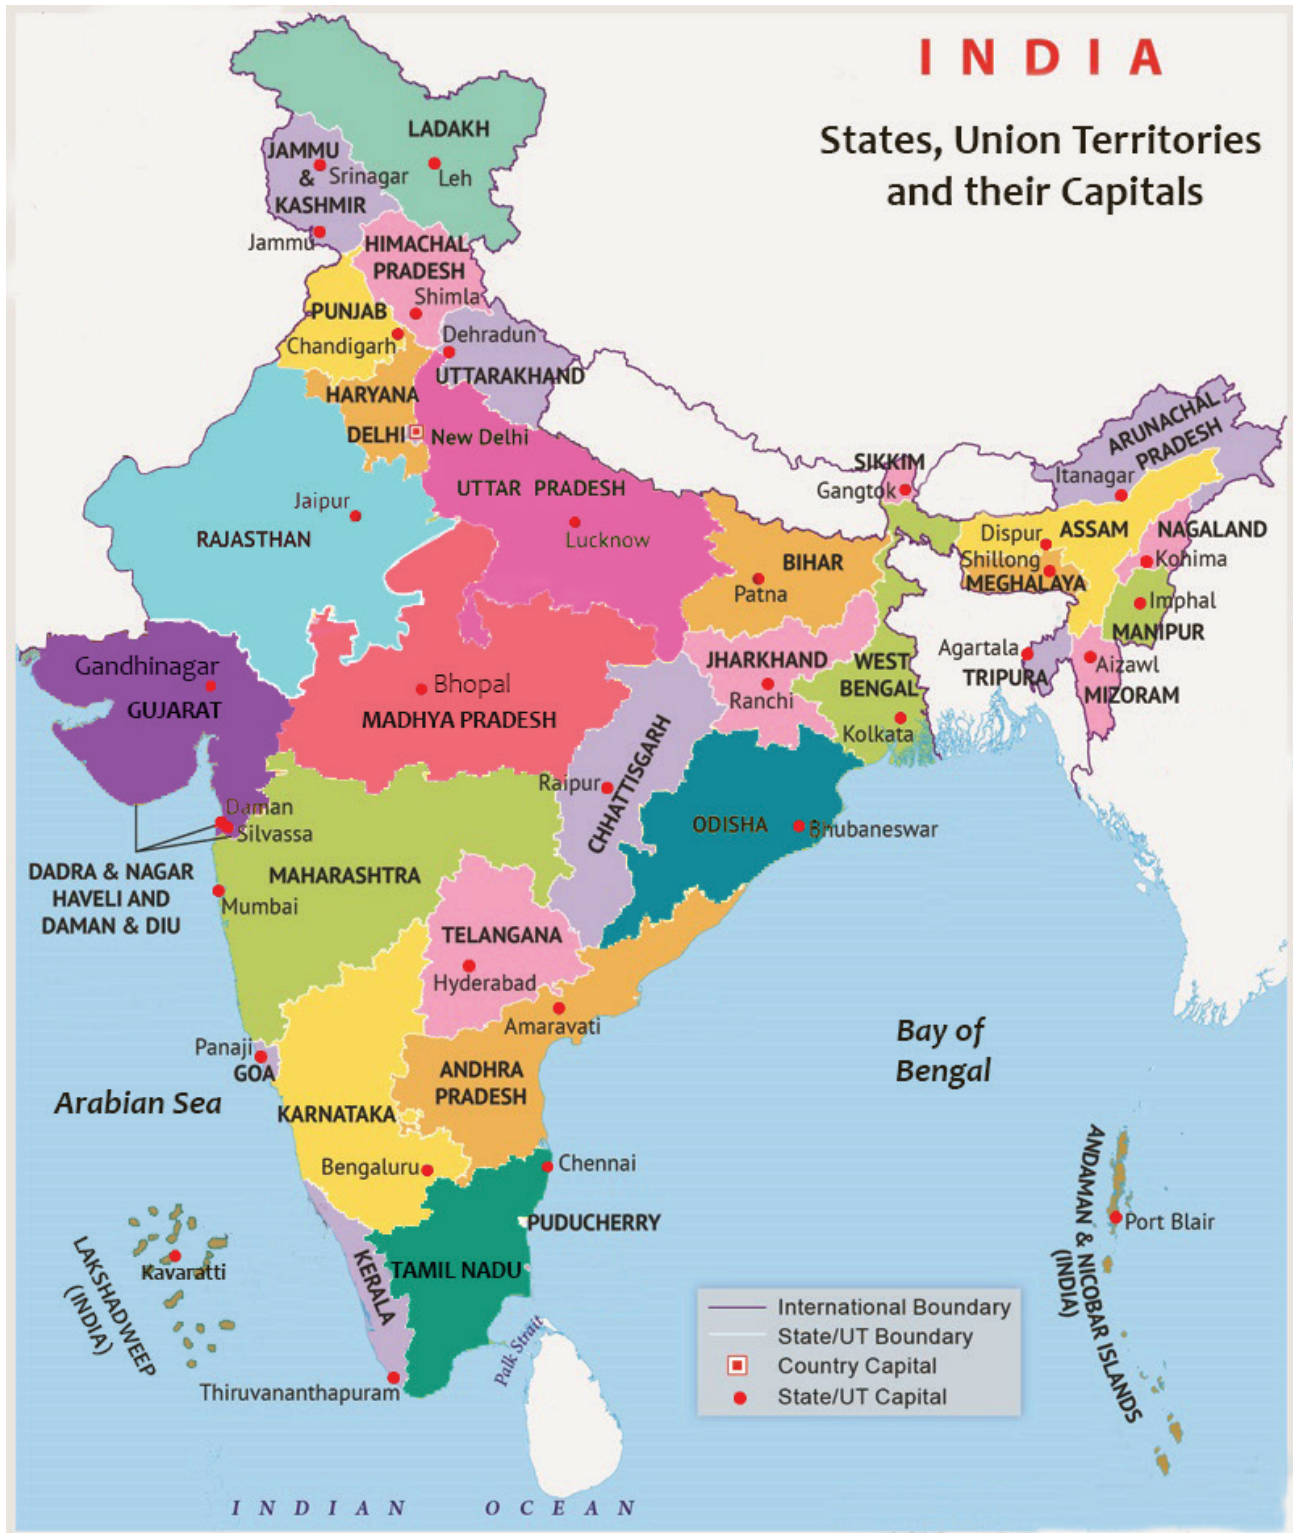 INDIA
States, Union Territories
and their Capitals
LADAKH
Leh
JAMMU
&
KASHMIR
Srinagar
Jammu
HIMACHAL
PRADESH
Shimla
PUNJAB
Chandigarh
Dehradun
UTTARAKHAND
HARYANA
DELHI
New Delhi
UTTAR PRADESH
Lucknow
Jaipur
RAJASTHAN
SIKKIM
Gangtok
ARUNACHAL
PRADESH
Itanagar
Dispur
ASSAM
NAGALAND
Kohima
Shillong
MEGHALAYA
Imphal
MANIPUR
Agartala
TRIPURA
Aizawl
MIZORAM
BIHAR
Patna
JHARKHAND
Ranchi
WEST
BENGAL
Kolkata
Gandhinagar
GUJARAT
Bhopal
MADHYA PRADESH
Raipur
CHHATTISGARH
ODISHA
Bhubaneswar
Daman
Silvassa
DADRA & NAGAR
HAVELI AND
DAMAN & DIU
MAHARASHTRA
Mumbai
TELANGANA
Hyderabad
Amaravati
ANDHRA
PRADESH
Panaji
GOA
KARNATAKA
Bengaluru
Chennai
PUDUCHERRY
TAMIL NADU
KERALA
Thiruvananthapuram
Arabian Sea
Bay of
Bengal
Kavaratti
LAKSHADWEEP
(INDIA)
ANDAMAN & NICOBAR ISLANDS
(INDIA)
Port Blair
Palk Strait
International Boundary
State/UT Boundary
Country Capital
State/UT Capital
INDIAN OCEAN